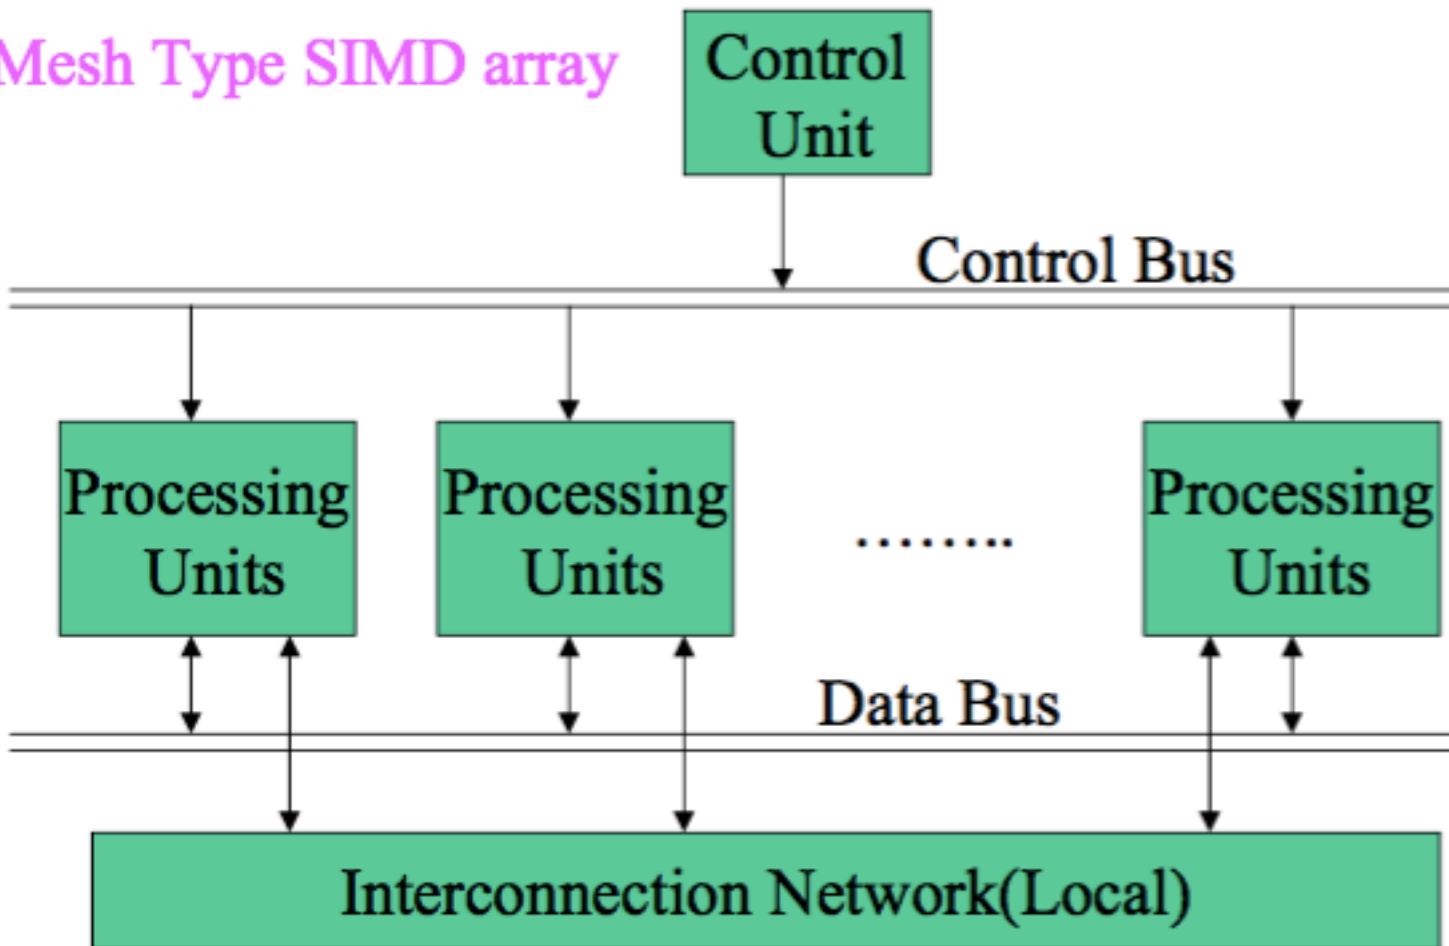 Mesh Type SIMD array
Control
Unit
Control Bus
Processing
Units
Processing
Units
........
Processing
Units
Data Bus
Interconnection Network(Local)